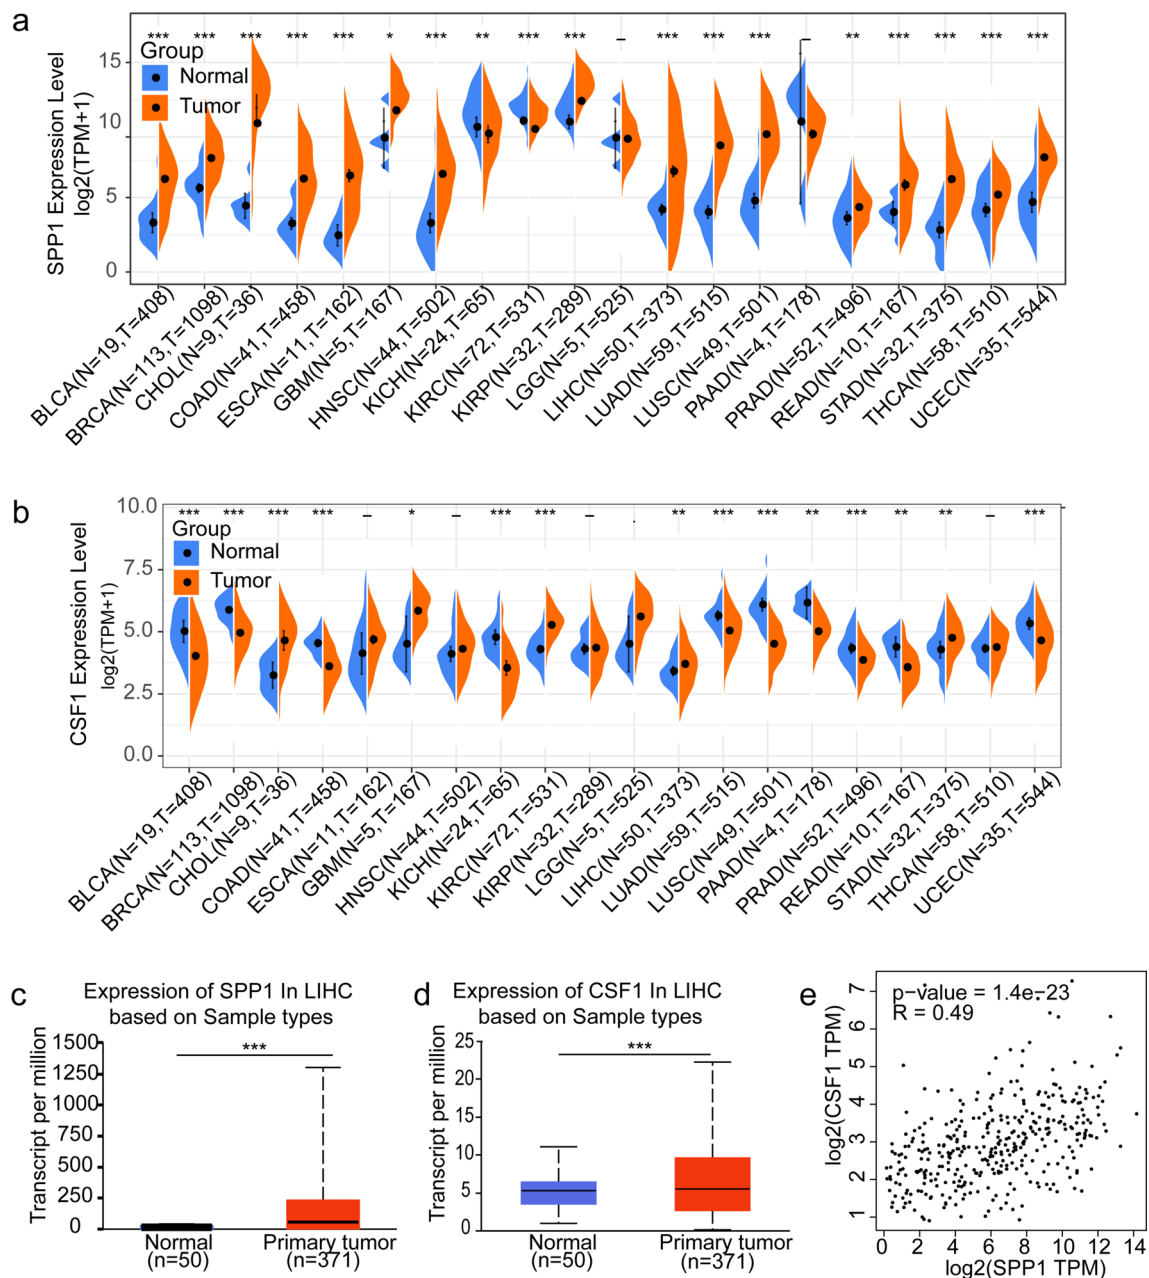 a
*** *** *** *** *** * *** ** *** *** – *** *** *** – ** *** *** *** ***
Group
Normal
Tumor
SPP1 Expression Level
log2(TPM+1)
15
10
5
0
BLCA(N=19,T=408)
BRCA(N=113,T=1098)
CHOL(N=9,T=36)
COAD(N=41,T=458)
ESCA(N=11,T=162)
GBM(N=5,T=167)
HNSC(N=44,T=502)
KICH(N=24,T=65)
KIRC(N=72,T=531)
KIRP(N=32,T=289)
LGG(N=5,T=525)
LIHC(N=50,T=373)
LUAD(N=59,T=515)
LUSC(N=49,T=501)
PAAD(N=4,T=178)
PRAD(N=52,T=496)
READ(N=10,T=167)
STAD(N=32,T=375)
THCA(N=58,T=510)
UCEC(N=35,T=544)
b
*** *** *** *** – * – *** *** – . ** *** *** ** *** ** ** – ***
Group
Normal
Tumor
CSF1 Expression Level
log2(TPM+1)
10.0
7.5
5.0
2.5
0.0
BLCA(N=19,T=408)
BRCA(N=113,T=1098)
CHOL(N=9,T=36)
COAD(N=41,T=458)
ESCA(N=11,T=162)
GBM(N=5,T=167)
HNSC(N=44,T=502)
KICH(N=24,T=65)
KIRC(N=72,T=531)
KIRP(N=32,T=289)
LGG(N=5,T=525)
LIHC(N=50,T=373)
LUAD(N=59,T=515)
LUSC(N=49,T=501)
PAAD(N=4,T=178)
PRAD(N=52,T=496)
READ(N=10,T=167)
STAD(N=32,T=375)
THCA(N=58,T=510)
UCEC(N=35,T=544)
c
Expression of SPP1 In LIHC
based on Sample types
***
Transcript per million
1500
1250
1000
750
500
250
0
Normal
(n=50)
Primary tumor
(n=371)
d
Expression of CSF1 In LIHC
based on Sample types
***
Transcript per million
25
20
15
10
5
0
Normal
(n=50)
Primary tumor
(n=371)
e
p−value = 1.4e−23
R = 0.49
log2(CSF1 TPM)
7
6
5
4
3
2
1
0 2 4 6 8 10 12 14
log2(SPP1 TPM)